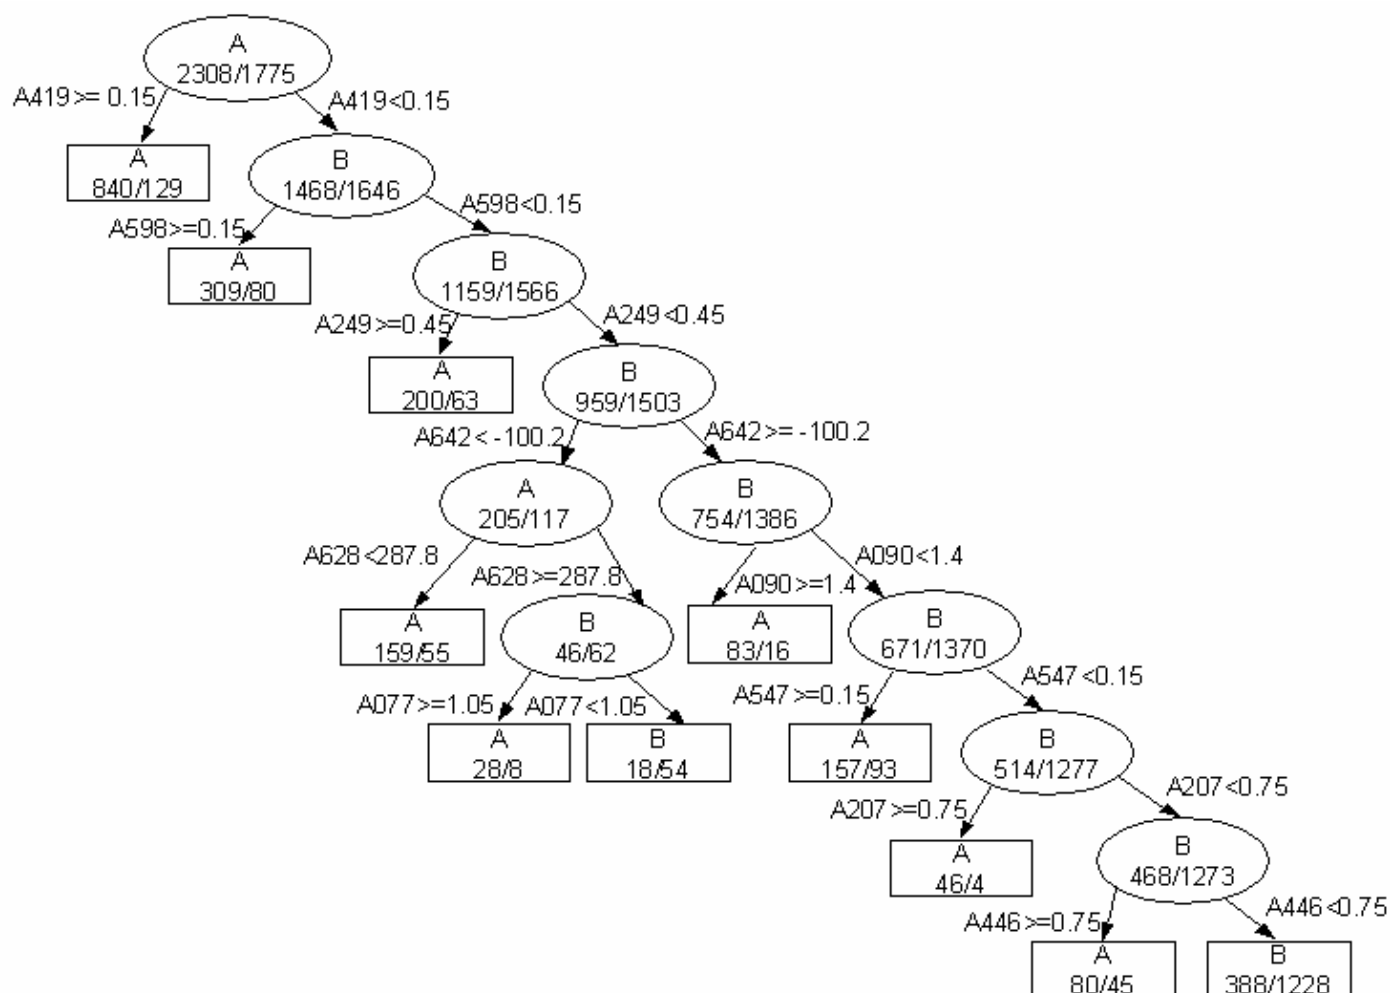 A
2308/1775
A419>= 0.15
A419<0.15
A
840/129
B
1468/1646
A598>=0.15
A598<0.15
A
309/80
B
1159/1566
A249>=0.45
A249<0.45
A
200/63
B
959/1503
A642< -100.2
A642>= -100.2
A
205/117
B
754/1386
A628<287.8
A628>=287.8
A090>=1.4
A090<1.4
A
159/55
B
46/62
A
83/16
B
671/1370
A077>=1.05
A077<1.05
A547>=0.15
A547<0.15
A
28/8
B
18/54
A
157/93
B
514/1277
A207>=0.75
A207<0.75
A
46/4
B
468/1273
A446>=0.75
A446<0.75
A
80/45
B
388/1228